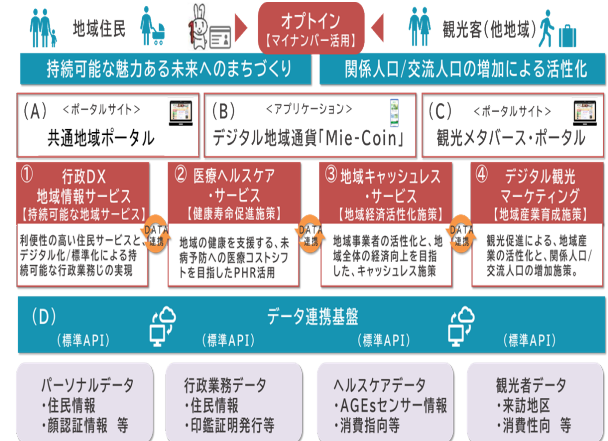 地域住民
オプトイン
【マイナンバー活用】
観光客(他地域)
持続可能な魅力ある未来へのまちづくり
関係人口/交流人口の増加による活性化
(A) <ポータルサイト>
共通地域ポータル
(B) <アプリケーション>
デジタル地域通貨「Mie-Coin」
(C) <ポータルサイト>
観光メタバース・ポータル
① 行政DX
地域情報サービス
【持続可能な地域サービス】
利便性の高い住民サービスと、
デジタル化/標準化による持
続可能な行政業務じの実現
DATA
連携
② 医療ヘルスケア
・サービス
【健康寿命促進施策】
地域の健康を支援する、未
病予防への医療コストシフ
トを目指したPHR活用
DATA
連携
③ 地域キャッシュレス
・サービス
【地域経済活性化施策】
地域事業者の活性化と、地
域全体の経済向上を目指
した、キャッシュレス施策
DATA
連携
④ デジタル観光
マーケティング
【地域産業育成施策】
観光促進による、地域産
業の活性化と、関係人口/
交流人口の増加施策。
(D) データ連携基盤
(標準API)
(標準API)
(標準API)
(標準API)
パーソナルデータ
・住民情報
・顔認証情報 等
行政業務データ
・住民情報
・印鑑証明発行等
ヘルスケアデータ
・AGEsセンサー情報
・消費指向等
観光者データ
・来訪地区
・消費性向 等